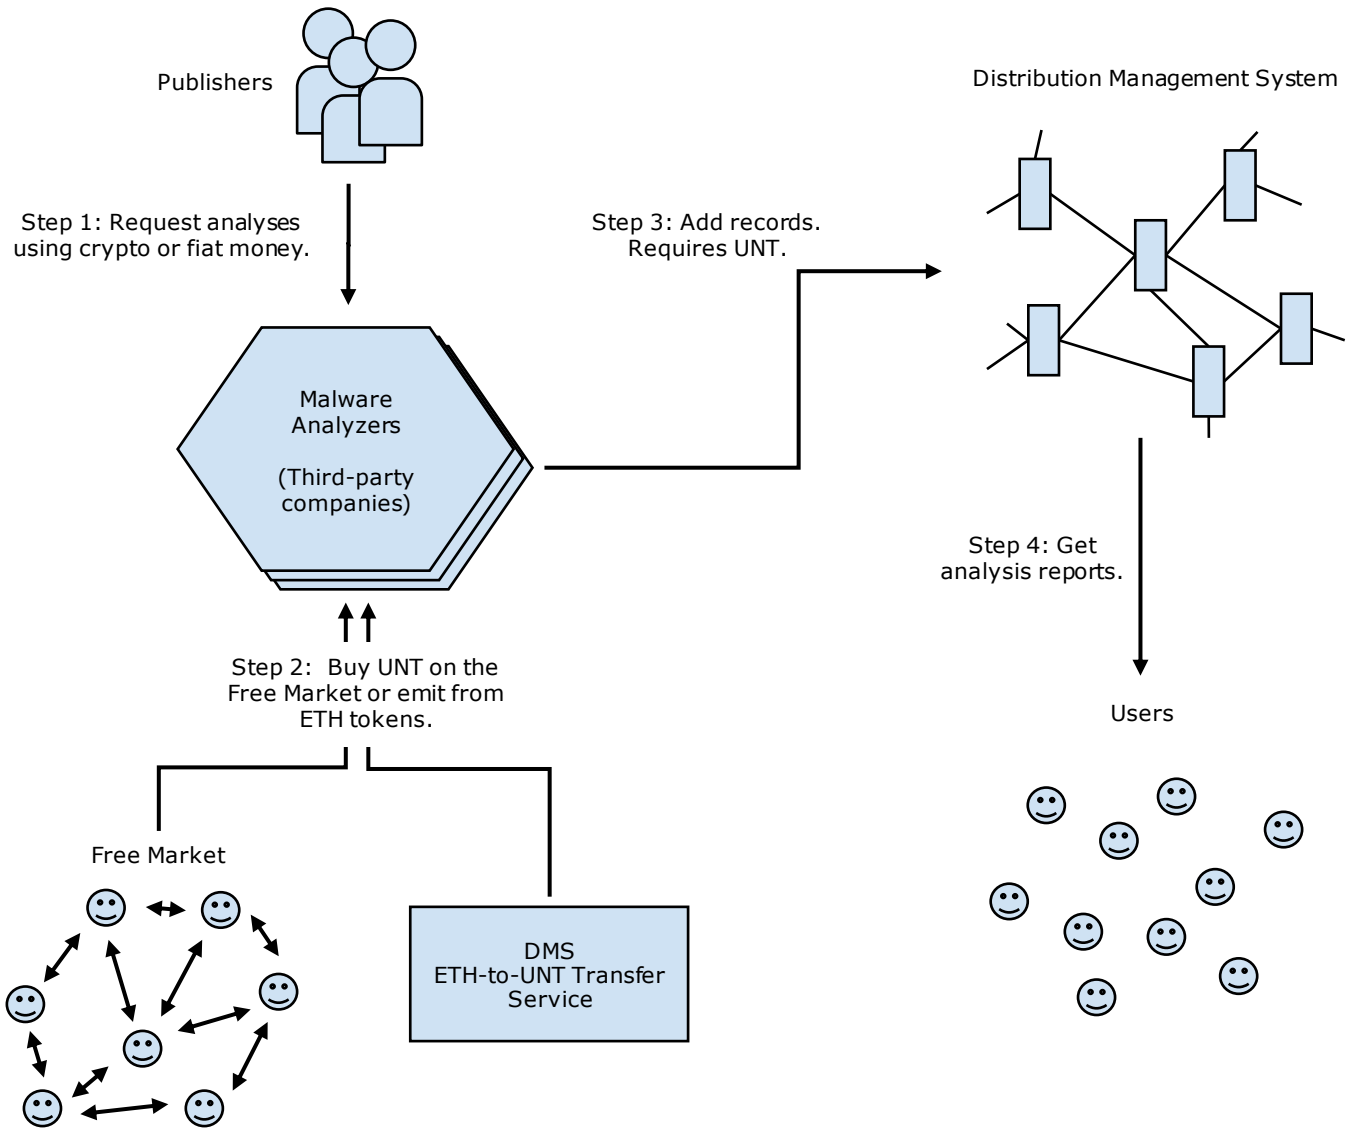 Publishers
Distribution Management System
Step 1: Request analyses
using crypto or fiat money.
Step 3: Add records.
Requires UNT.
Malware
Analyzers
(Third-party
companies)
Step 4: Get
analysis reports.
Step 2: Buy UNT on the
Free Market or emit from
ETH tokens.
Users
Free Market
DMS
ETH-to-UNT Transfer
Service